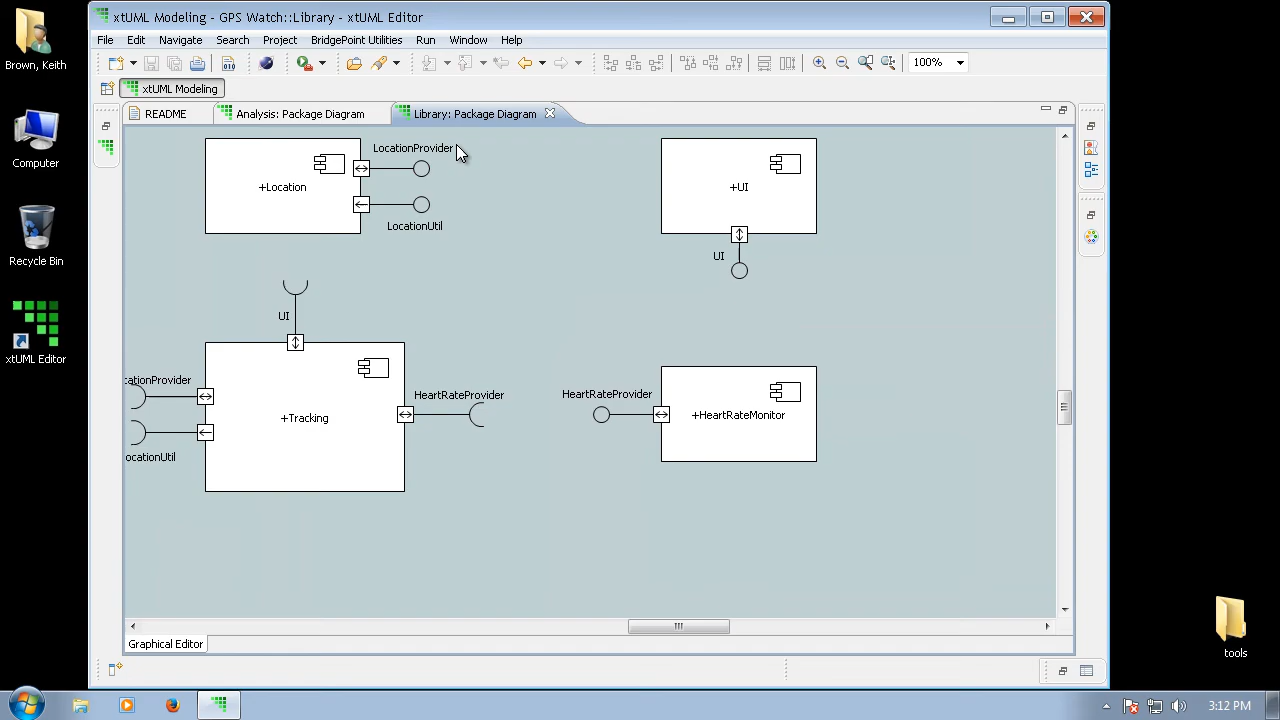 Brown, Keith
Computer
Recycle Bin
xtUML Editor
tools
xtUML Modeling - GPS Watch::Library - xtUML Editor
File Edit Navigate Search Project BridgePoint Utilities Run Window Help
100%
xtUML Modeling
README Analysis: Package Diagram Library: Package Diagram
LocationProvider
+Location
LocationUtil
+UI
UI
UI
cationProvider
+Tracking
ocationUtil
HeartRateProvider
HeartRateProvider
+HeartRateMonitor
Graphical Editor
3:12 PM